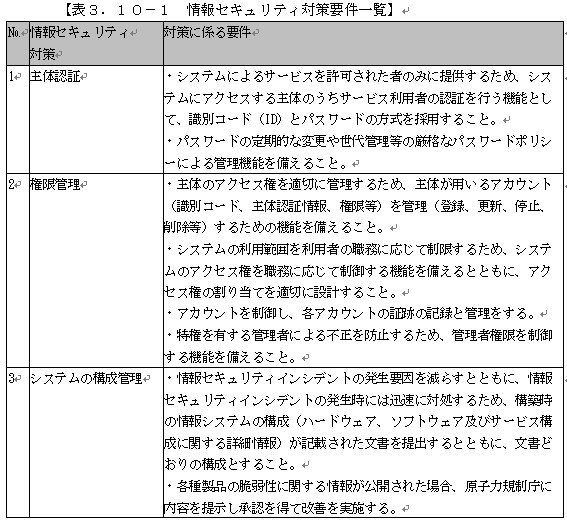 【表３．１０－１　情報セキュリティ対策要件一覧】
№ 情報セキュリティ対策 対策に係る要件
1 主体認証 ・システムによるサービスを許可された者のみに提供するため、シス
テムにアクセスする主体のうちサービス利用者の認証を行う機能とし
て、識別コード（ID）とパスワードの方式を採用すること。
・パスワードの定期的な変更や世代管理等の厳格なパスワードポリシ
ーによる管理機能を備えること。
2 権限管理 ・主体のアクセス権を適切に管理するため、主体が用いるアカウント
（識別コード、主体認証情報、権限等）を管理（登録、更新、停止、
削除等）するための機能を備えること。
・システムの利用範囲を利用者の職務に応じて制限するため、システ
ムのアクセス権を職務に応じて制御する機能を備えるとともに、アク
セス権の割り当てを適切に設計すること。
・アカウントを制御し、各アカウントの証跡の記録と管理をする。
・特権を有する管理者による不正を防止するため、管理者権限を制御
する機能を備えること。
3 システムの構成管理 ・情報セキュリティインシデントの発生要因を減らすとともに、情報
セキュリティインシデントの発生時には迅速に対処するため、構築時
の情報システムの構成（ハードウェア、ソフトウェア及びサービス構
成に関する詳細情報）が記載された文書を提出するとともに、文書ど
おりの構成とすること。
・各種製品の脆弱性に関する情報が公開された場合、原子力規制庁に
内容を提示し承認を得て改善を実施する。